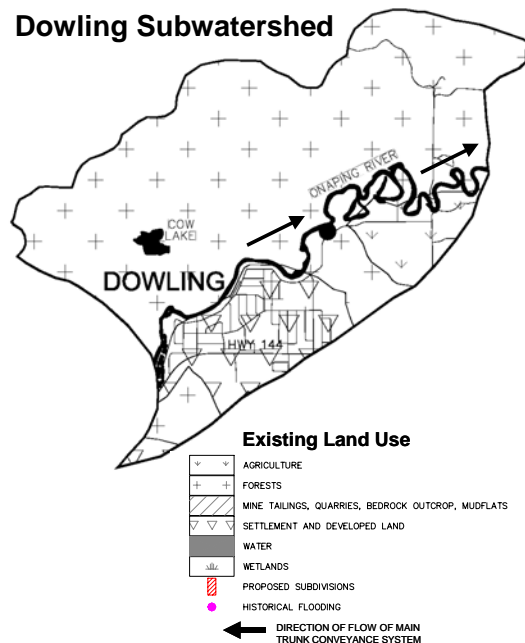 Dowling Subwatershed
ONAPING RIVER
COW
LAKE
DOWLING
HWY 144
Existing Land Use
AGRICULTURE
FORESTS
MINE TAILINGS, QUARRIES, BEDROCK OUTCROP, MUDFLATS
SETTLEMENT AND DEVELOPED LAND
WATER
WETLANDS
PROPOSED SUBDIVISIONS
HISTORICAL FLOODING
DIRECTION OF FLOW OF MAIN
TRUNK CONVEYANCE SYSTEM